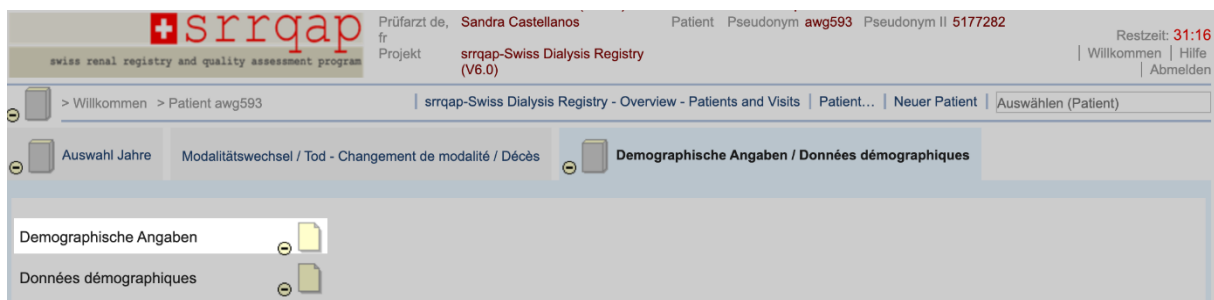 srrqap
swiss renal registry and quality assessment program
Prüfarzt de, fr Sandra Castellanos
Patient Pseudonym awg593 Pseudonym II 5177282
Projekt srrqap-Swiss Dialysis Registry (V6.0)
Restzeit: 31:16
| Willkommen | Hilfe
| Abmelden
> Willkommen > Patient awg593
| srrqap-Swiss Dialysis Registry - Overview - Patients and Visits | Patient... | Neuer Patient | Auswählen (Patient)
Auswahl Jahre
Modalitätswechsel / Tod - Changement de modalité / Décès
Demographische Angaben / Données démographiques
Demographische Angaben
Données démographiques